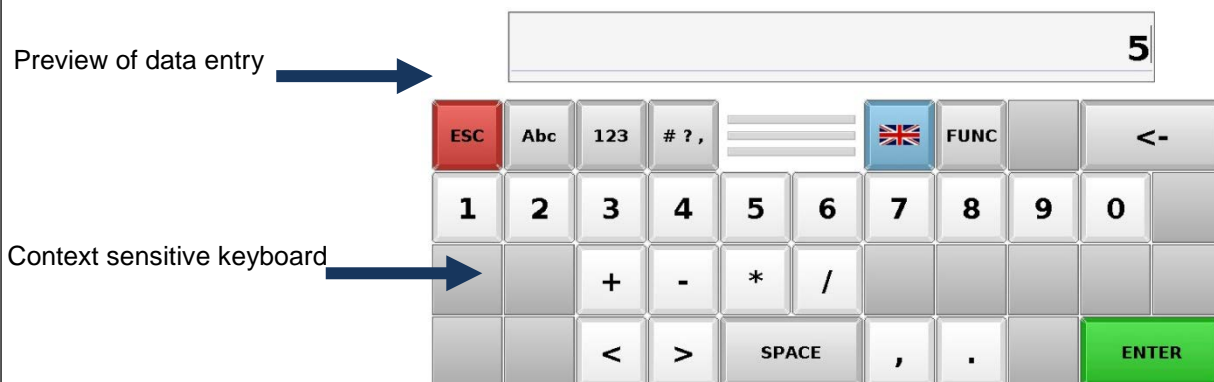 5
Preview of data entry
ESC Abc 123 # ? , FUNC <-
1 2 3 4 5 6 7 8 9 0
Context sensitive keyboard
+ - * /
< > SPACE , . ENTER